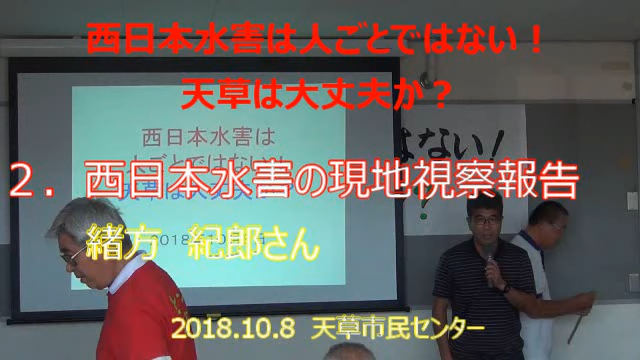 西日本水害は人ごとではない！
天草は大丈夫か？
西日本水害は
はない！
２．西日本水害の現地視察報告
緒方　紀郎さん
2018.10.8　天草市民センター